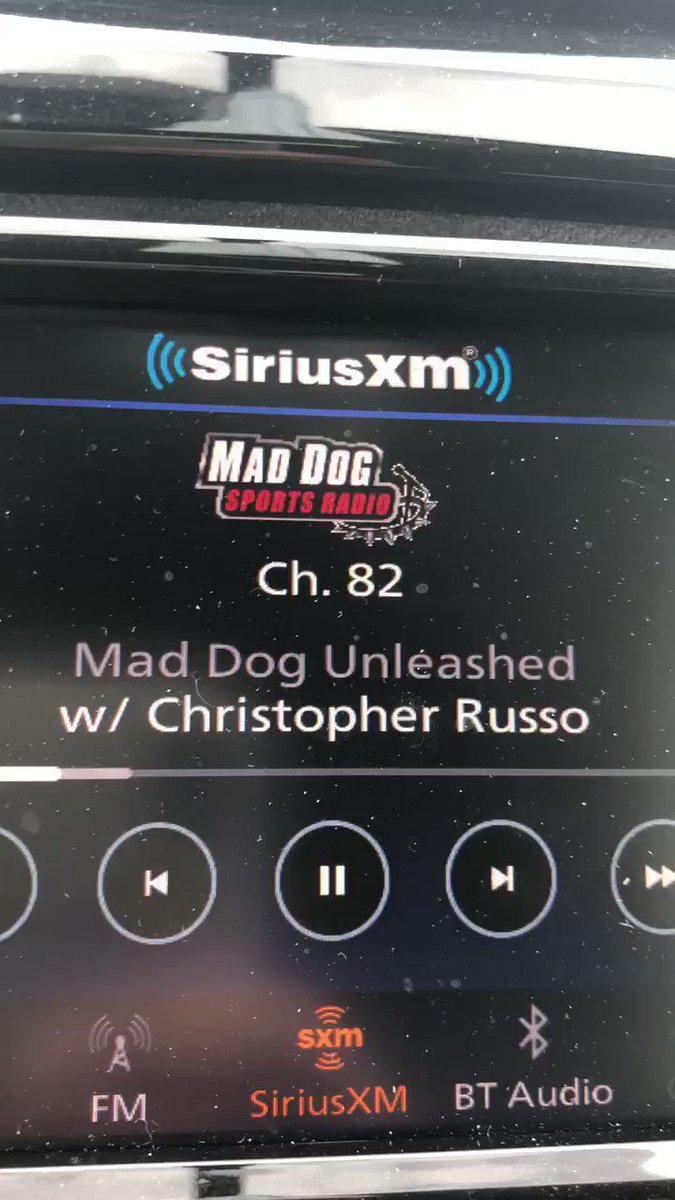 SiriusXm®
MAD DOG
SPORTS RADIO
Ch. 82
Mad Dog Unleashed
w/ Christopher Russo
sxm
FM
SiriusXM
BT Audio